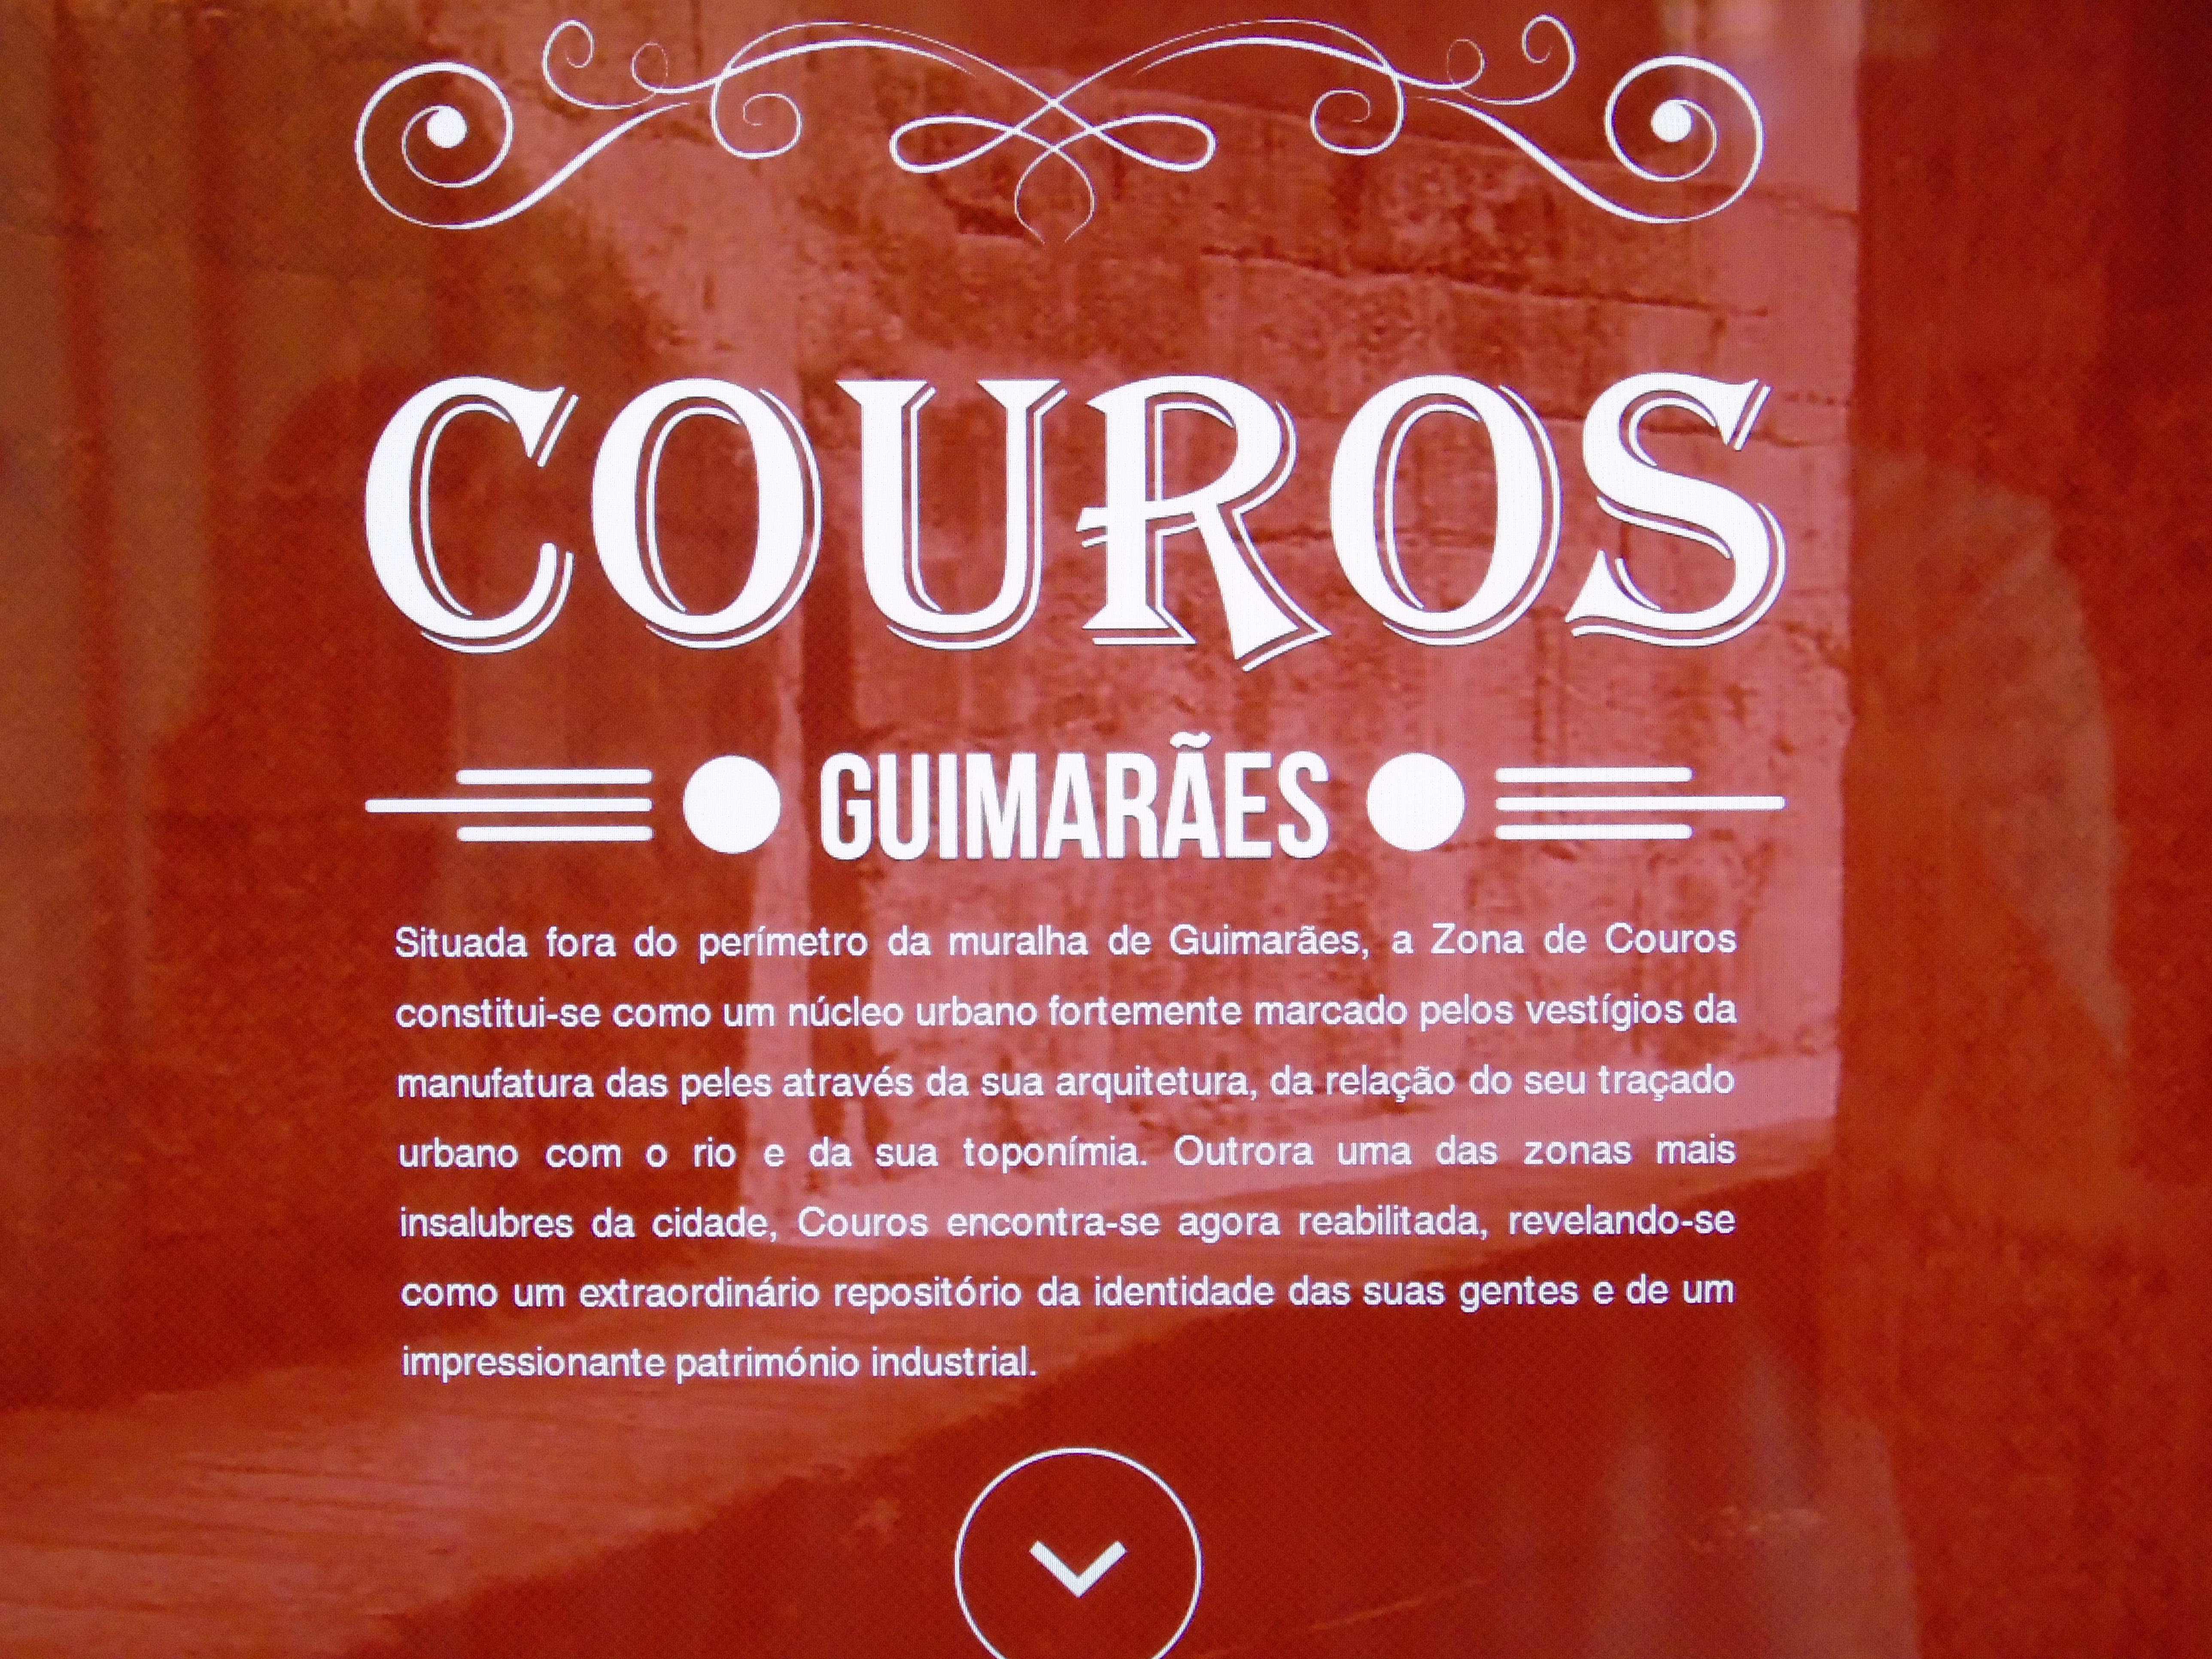 COUROS
GUIMARÃES
Situada fora do perímetro da muralha de Guimarães, a Zona de Couros
constitui-se como um núcleo urbano fortemente marcado pelos vestígios da
manufatura das peles através da sua arquitetura, da relação do seu traçado
urbano com o rio e da sua toponímia. Outrora uma das zonas mais
insalubres da cidade, Couros encontra-se agora reabilitada, revelando-se
como um extraordinário repositório da identidade das suas gentes e de um
impressionante património industrial.